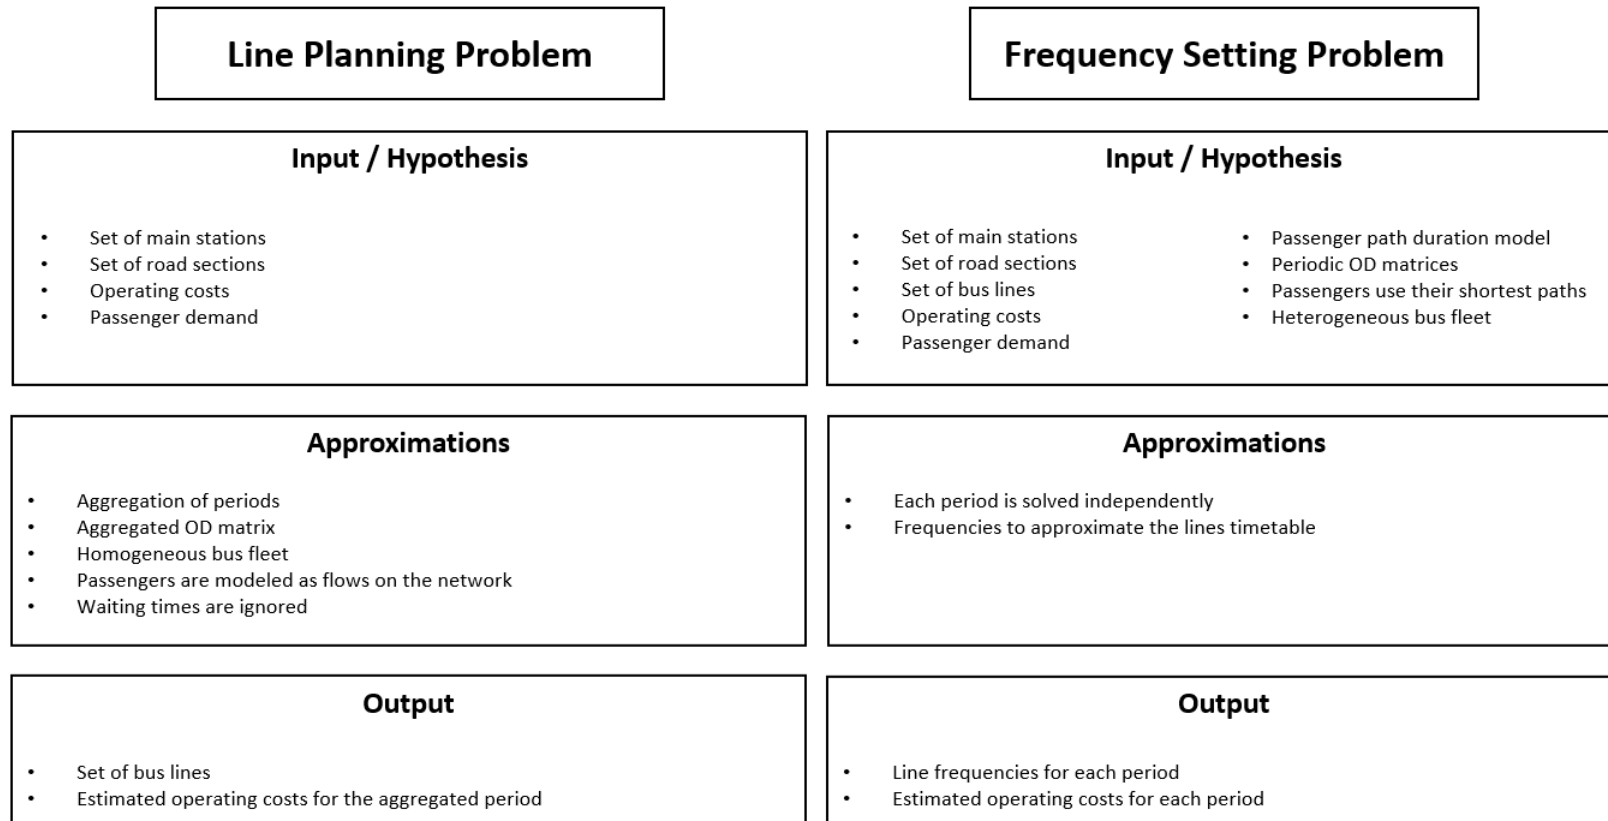 Line Planning Problem
Input / Hypothesis
• Set of main stations
• Set of road sections
• Operating costs
• Passenger demand
Approximations
• Aggregation of periods
• Aggregated OD matrix
• Homogeneous bus fleet
• Passengers are modeled as flows on the network
• Waiting times are ignored
Output
• Set of bus lines
• Estimated operating costs for the aggregated period
Frequency Setting Problem
Input / Hypothesis
• Set of main stations
• Set of road sections
• Set of bus lines
• Operating costs
• Passenger demand
• Passenger path duration model
• Periodic OD matrices
• Passengers use their shortest paths
• Heterogeneous bus fleet
Approximations
• Each period is solved independently
• Frequencies to approximate the lines timetable
Output
• Line frequencies for each period
• Estimated operating costs for each period